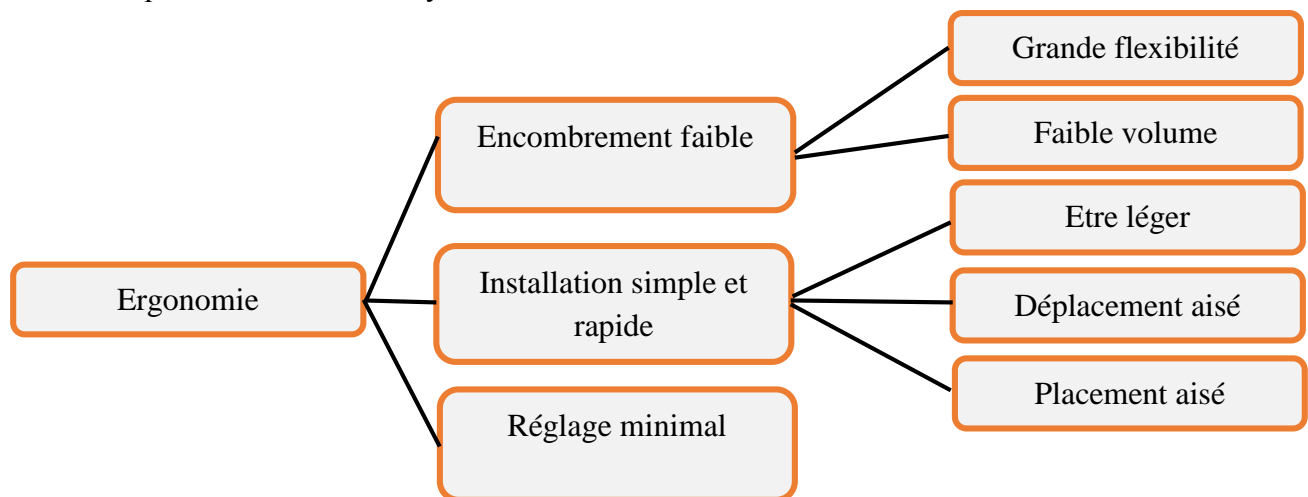 Grande flexibilité
Encombrement faible
Faible volume
Etre léger
Ergonomie
Installation simple et
rapide
Déplacement aisé
Placement aisé
Réglage minimal